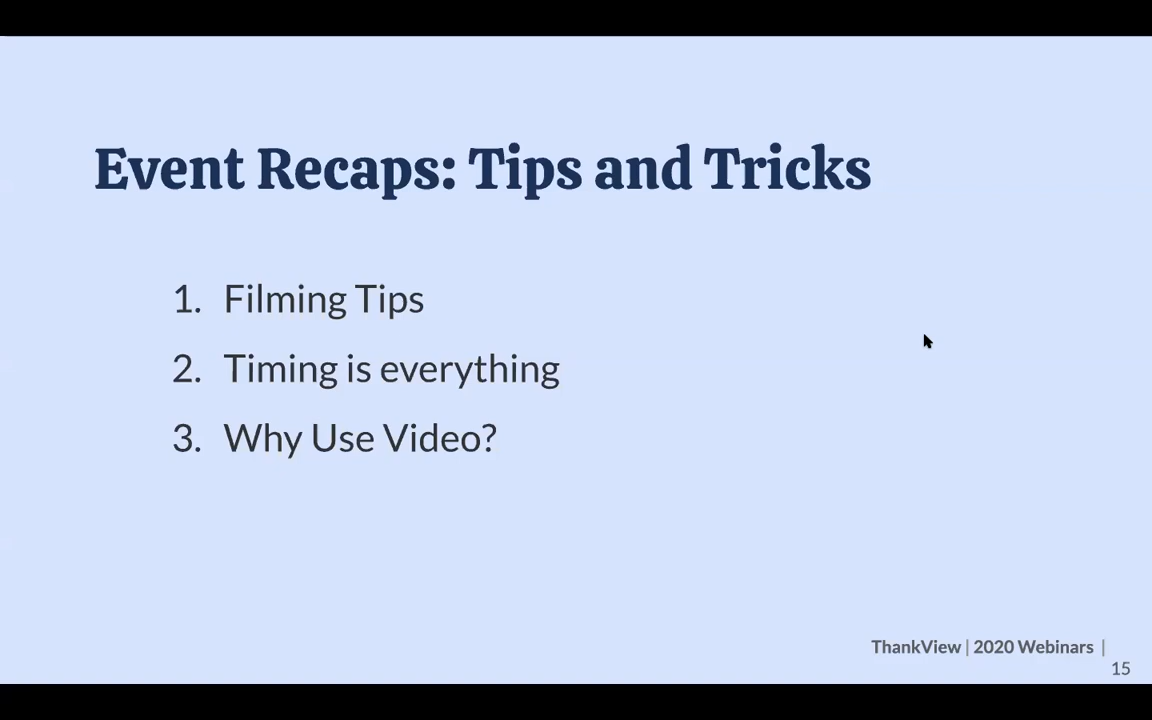 Event Recaps: Tips and Tricks
1. Filming Tips
2. Timing is everything
3. Why Use Video?
ThankView | 2020 Webinars |
15